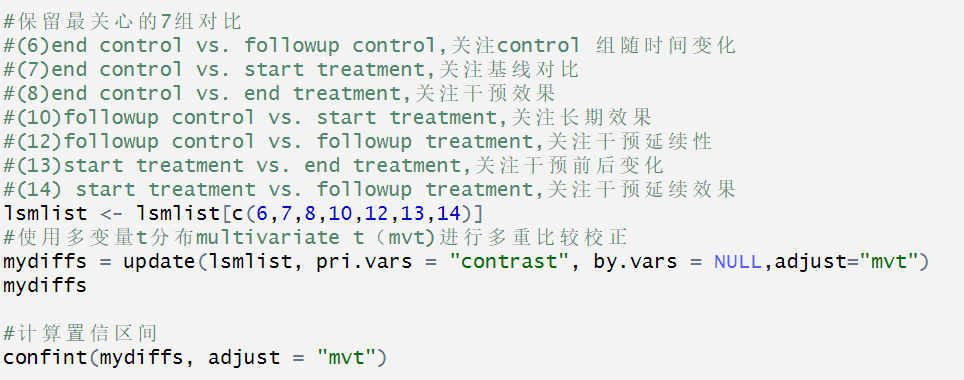 #保留最关心的7组对比
#(6)end control vs. followup control,关注control 组随时间变化
#(7)end control vs. start treatment,关注基线对比
#(8)end control vs. end treatment,关注干预效果
#(10)followup control vs. start treatment,关注长期效果
#(12)followup control vs. followup treatment,关注干预延续性
#(13)start treatment vs. end treatment,关注干预前后变化
#(14) start treatment vs. followup treatment,关注干预延续效果
lsmlist <- lsmlist[c(6,7,8,10,12,13,14)]
#使用多变量t分布multivariate t（mvt)进行多重比较校正
mydiffs = update(lsmlist, pri.vars = "contrast", by.vars = NULL,adjust="mvt")
mydiffs
#计算置信区间
confint(mydiffs, adjust = "mvt")